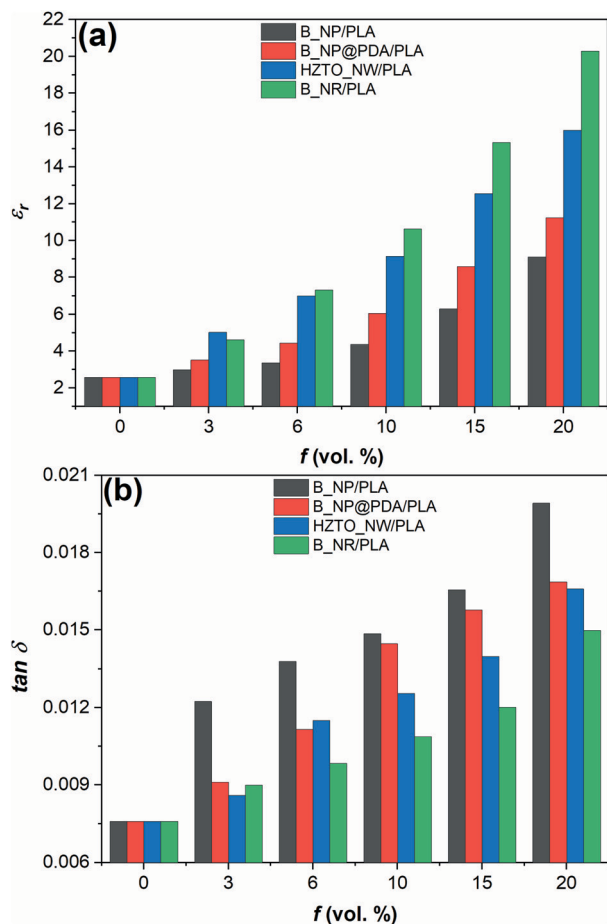 (a)
B_NP/PLA
B_NP@PDA/PLA
HZTO_NW/PLA
B_NR/PLA
22
20
18
16
14
12
10
8
6
4
2
εr
0 3 6 10 15 20
f (vol. %)
(b)
B_NP/PLA
B_NP@PDA/PLA
HZTO_NW/PLA
B_NR/PLA
0.021
0.018
0.015
0.012
0.009
0.006
tan δ
0 3 6 10 15 20
f (vol. %)